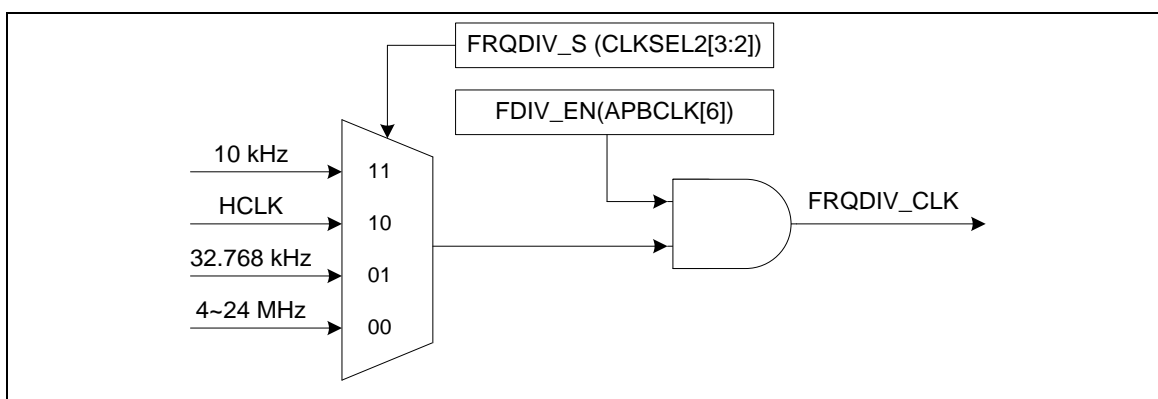 FRQDIV_S (CLKSEL2[3:2])
FDIV_EN(APBCLK[6])
10 kHz
11
HCLK
10
32.768 kHz
01
4~24 MHz
00
FRQDIV_CLK